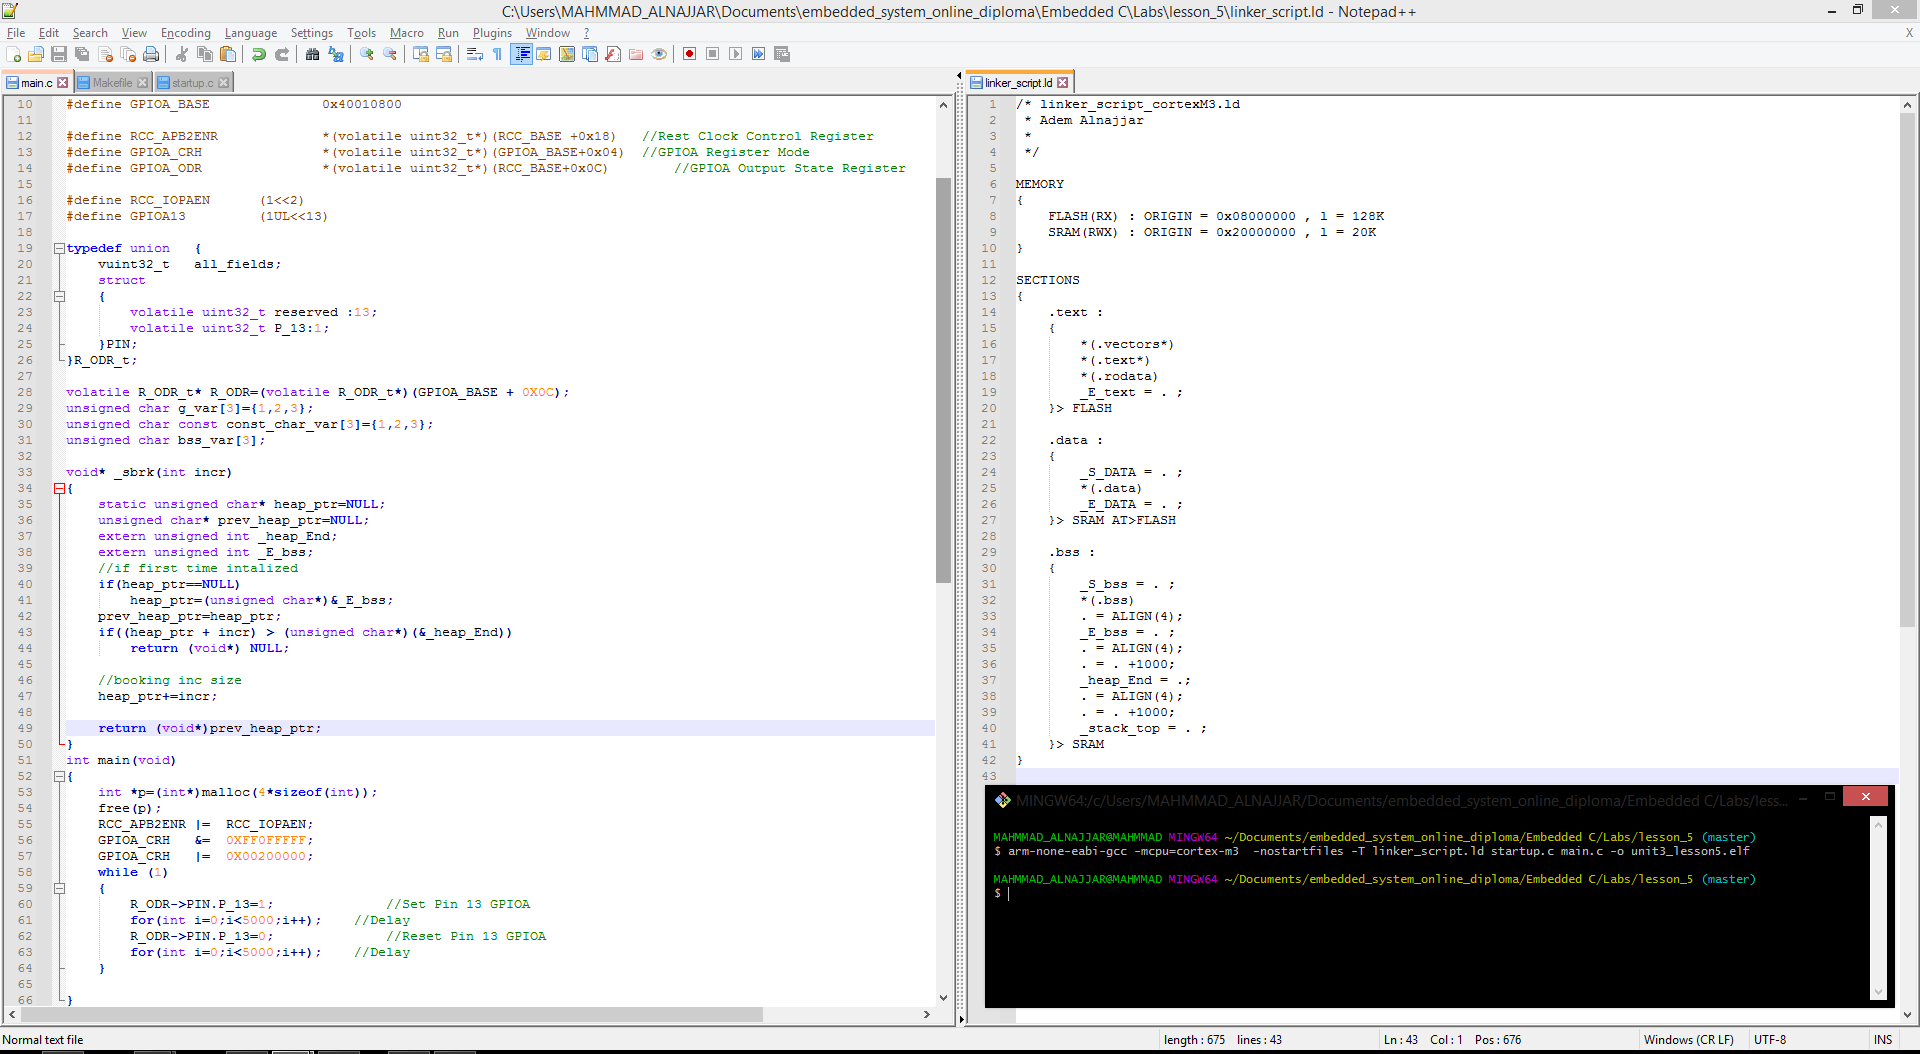 C:\Users\MAHMMAD_ALNAJJAR\Documents\embedded_system_online_diploma\Embedded C\Labs\lesson_5\linker_script.ld - Notepad++
File Edit Search View Encoding Language Settings Tools Macro Run Plugins Window ? X
main.c Makefile startup.c
10 #define GPIOA_BASE 0x40010800
11
12 #define RCC_APB2ENR *(volatile uint32_t*)(RCC_BASE +0x18) //Rest Clock Control Register
13 #define GPIOA_CRH *(volatile uint32_t*)(GPIOA_BASE+0x04) //GPIOA Register Mode
14 #define GPIOA_ODR *(volatile uint32_t*)(RCC_BASE+0x0C) //GPIOA Output State Register
15
16 #define RCC_IOPAEN (1<<2)
17 #define GPIOA13 (1UL<<13)
18
19 typedef union {
20 vuint32_t all_fields;
21 struct
22 {
23 volatile uint32_t reserved :13;
24 volatile uint32_t P_13:1;
25 }PIN;
26 }R_ODR_t;
27
28 volatile R_ODR_t* R_ODR=(volatile R_ODR_t*)(GPIOA_BASE + 0X0C);
29 unsigned char g_var[3]={1,2,3};
30 unsigned char const const_char_var[3]={1,2,3};
31 unsigned char bss_var[3];
32
33 void* _sbrk(int incr)
34 {
35 static unsigned char* heap_ptr=NULL;
36 unsigned char* prev_heap_ptr=NULL;
37 extern unsigned int _heap_End;
38 extern unsigned int _E_bss;
39 //if first time intalized
40 if(heap_ptr==NULL)
41 heap_ptr=(unsigned char*)&_E_bss;
42 prev_heap_ptr=heap_ptr;
43 if((heap_ptr + incr) > (unsigned char*)(&_heap_End))
44 return (void*) NULL;
45
46 //booking inc size
47 heap_ptr+=incr;
48
49 return (void*)prev_heap_ptr;
50 }
51 int main(void)
52 {
53 int *p=(int*)malloc(4*sizeof(int));
54 free(p);
55 RCC_APB2ENR |= RCC_IOPAEN;
56 GPIOA_CRH &= 0XFF0FFFFF;
57 GPIOA_CRH |= 0X00200000;
58 while (1)
59 {
60 R_ODR->PIN.P_13=1; //Set Pin 13 GPIOA
61 for(int i=0;i<5000;i++); //Delay
62 R_ODR->PIN.P_13=0; //Reset Pin 13 GPIOA
63 for(int i=0;i<5000;i++); //Delay
64 }
65
66 }
linker_script.ld
1 /* linker_script_cortexM3.ld
2 * Adem Alnajjar
3 *
4 */
5
6 MEMORY
7 {
8 FLASH(RX) : ORIGIN = 0x08000000 , l = 128K
9 SRAM(RWX) : ORIGIN = 0x20000000 , l = 20K
10 }
11
12 SECTIONS
13 {
14 .text :
15 {
16 *(.vectors*)
17 *(.text*)
18 *(.rodata)
19 _E_text = . ;
20 }> FLASH
21
22 .data :
23 {
24 _S_DATA = . ;
25 *(.data)
26 _E_DATA = . ;
27 }> SRAM AT>FLASH
28
29 .bss :
30 {
31 _S_bss = . ;
32 *(.bss)
33 . = ALIGN(4);
34 _E_bss = . ;
35 . = ALIGN(4);
36 . = . +1000;
37 _heap_End = .;
38 . = ALIGN(4);
39 . = . +1000;
40 _stack_top = . ;
41 }> SRAM
42 }
43
MINGW64:/c/Users/MAHMMAD_ALNAJJAR/Documents/embedded_system_online_diploma/Embedded C/Labs/less...
MAHMMAD_ALNAJJAR@MAHMMAD MINGW64 ~/Documents/embedded_system_online_diploma/Embedded C/Labs/lesson_5 (master)
$ arm-none-eabi-gcc -mcpu=cortex-m3 -nostartfiles -T linker_script.ld startup.c main.c -o unit3_lesson5.elf
MAHMMAD_ALNAJJAR@MAHMMAD MINGW64 ~/Documents/embedded_system_online_diploma/Embedded C/Labs/lesson_5 (master)
$
Normal text file length : 675 lines : 43 Ln : 43 Col : 1 Pos : 676 Windows (CR LF) UTF-8 INS